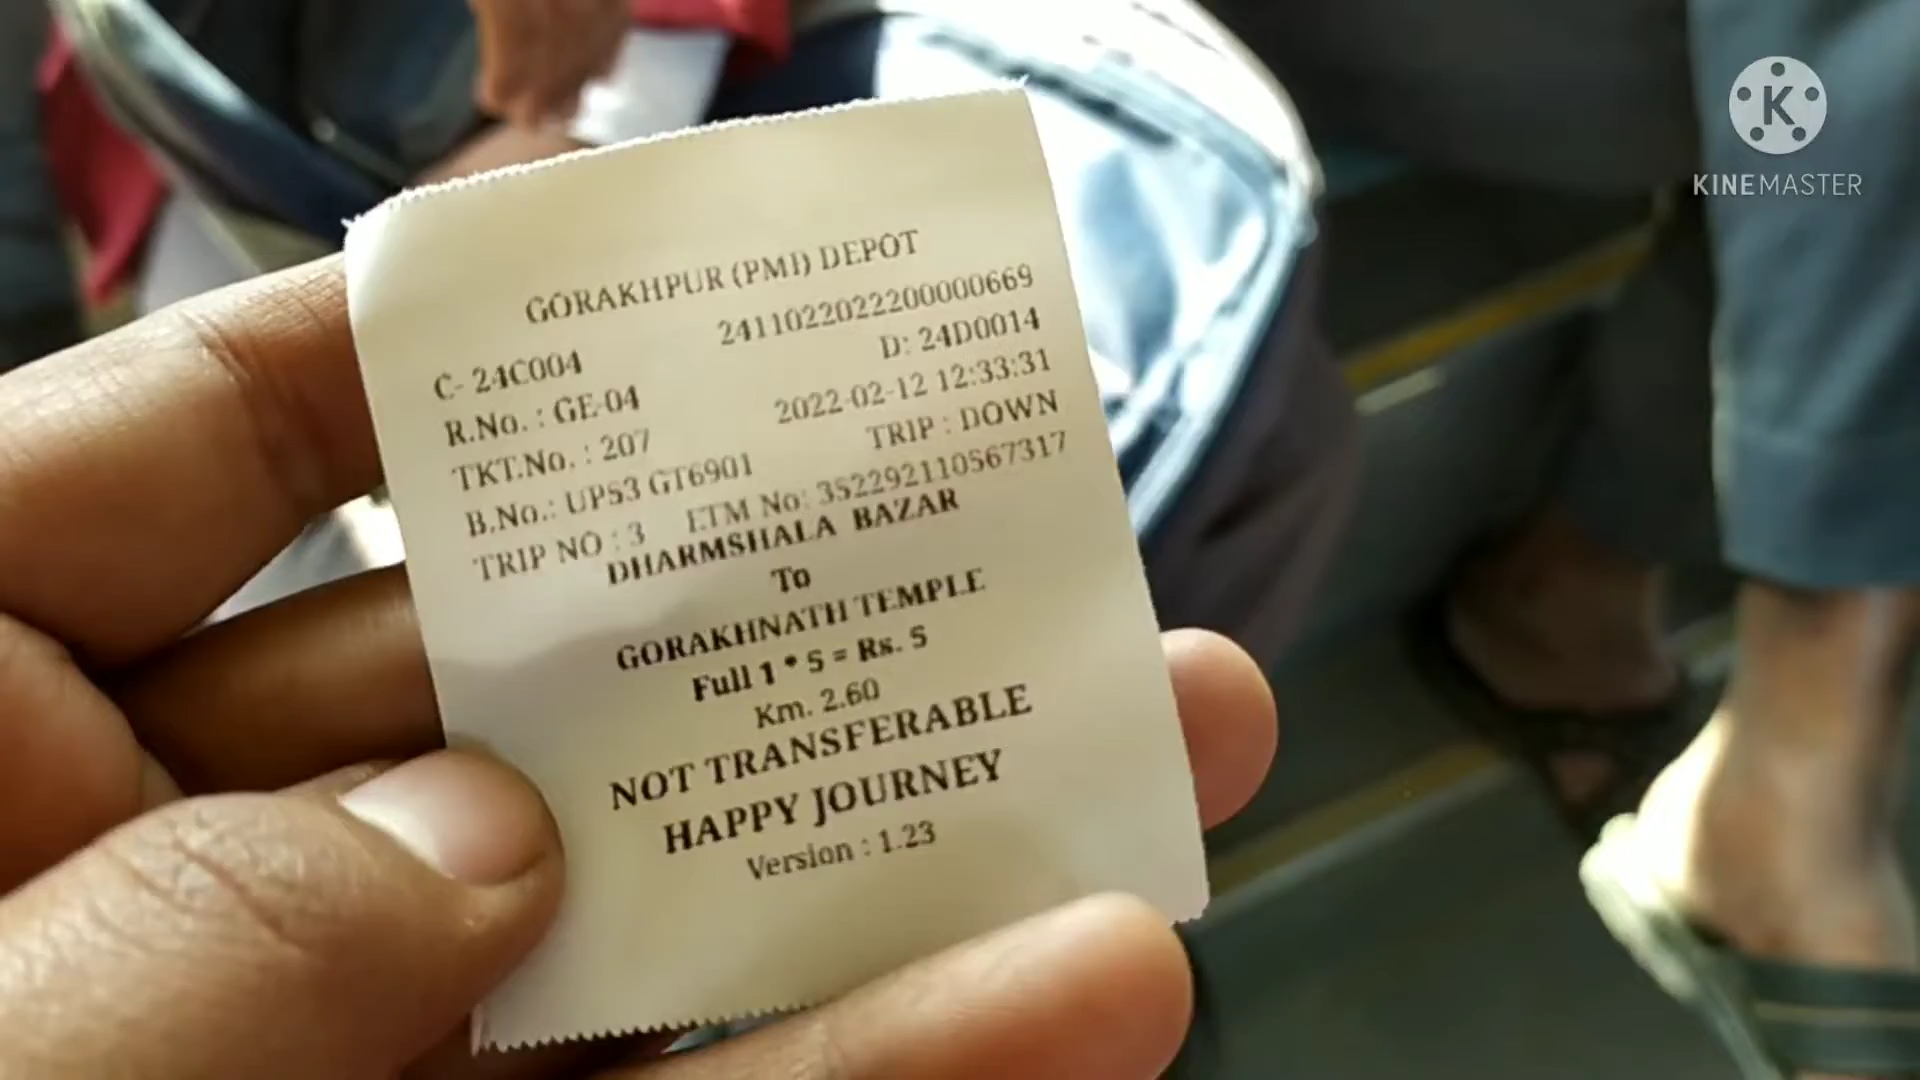 GORAKHPUR (PMI) DEPOT
2411022022200000669
C- 24C004 D: 24D0014
R.No. : GE-04 2022-02-12 12:33:31
TKT.No. : 207 TRIP : DOWN
B.No.: UP53 GT6901
TRIP NO : 3 ETM No: 352292110567317
DHARMSHALA BAZAR
To
GORAKHNATH TEMPLE
Full 1 * 5 = Rs. 5
Km. 2.60
NOT TRANSFERABLE
HAPPY JOURNEY
Version : 1.23
K
KINEMASTER